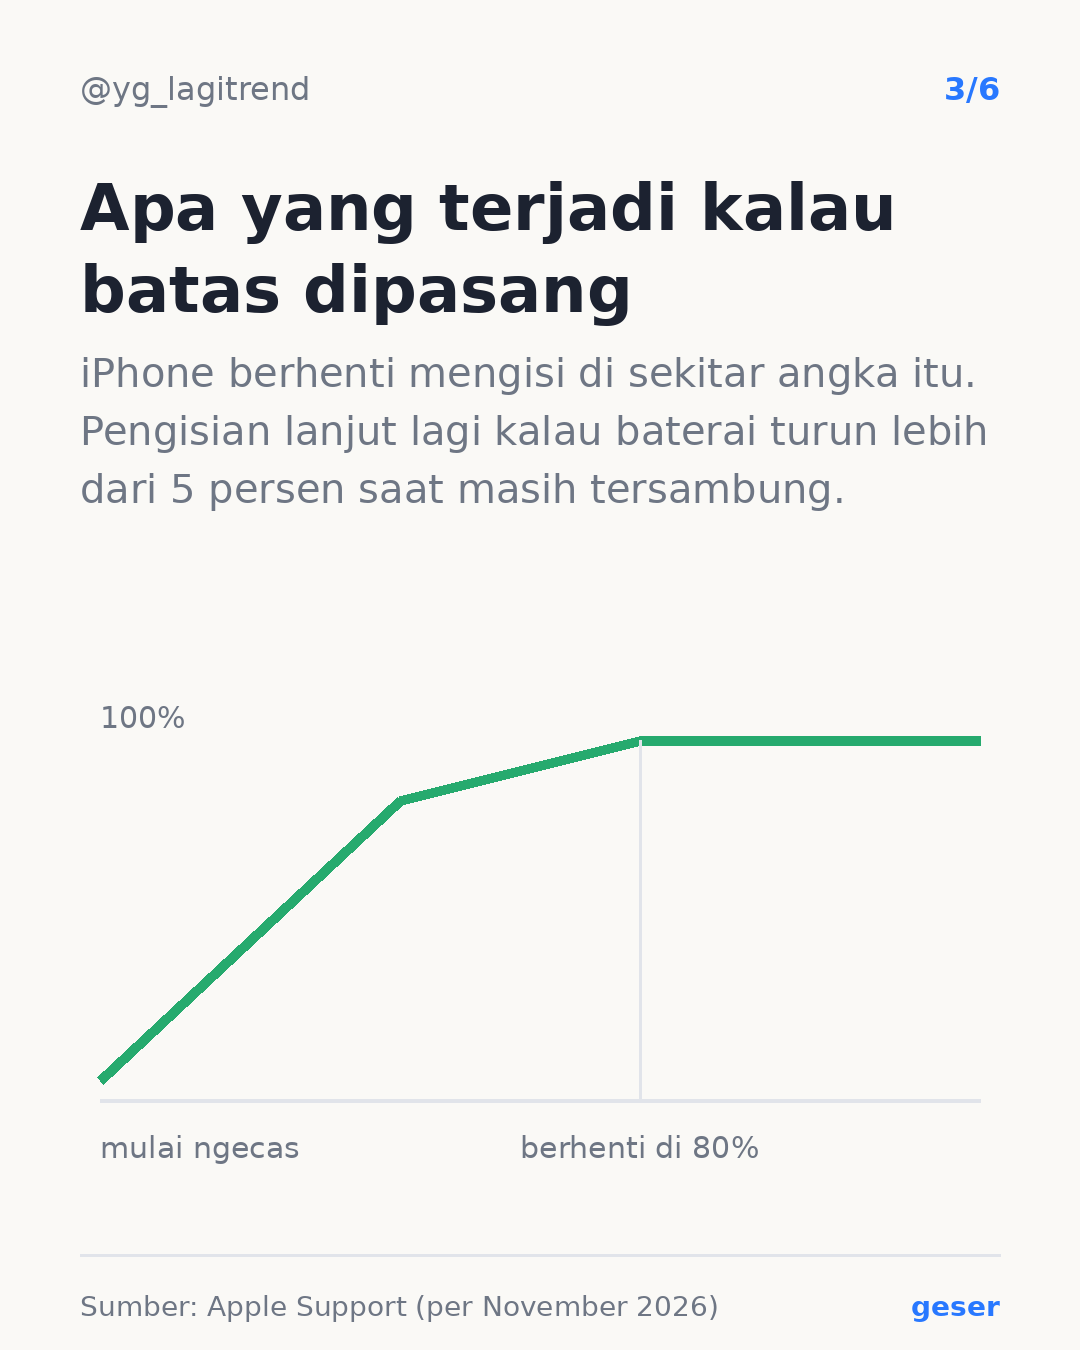 @yg_lagitrend
3/6
Apa yang terjadi kalau
batas dipasang
iPhone berhenti mengisi di sekitar angka itu.
Pengisian lanjut lagi kalau baterai turun lebih
dari 5 persen saat masih tersambung.
100%
mulai ngecas
berhenti di 80%
Sumber: Apple Support (per November 2026)
geser